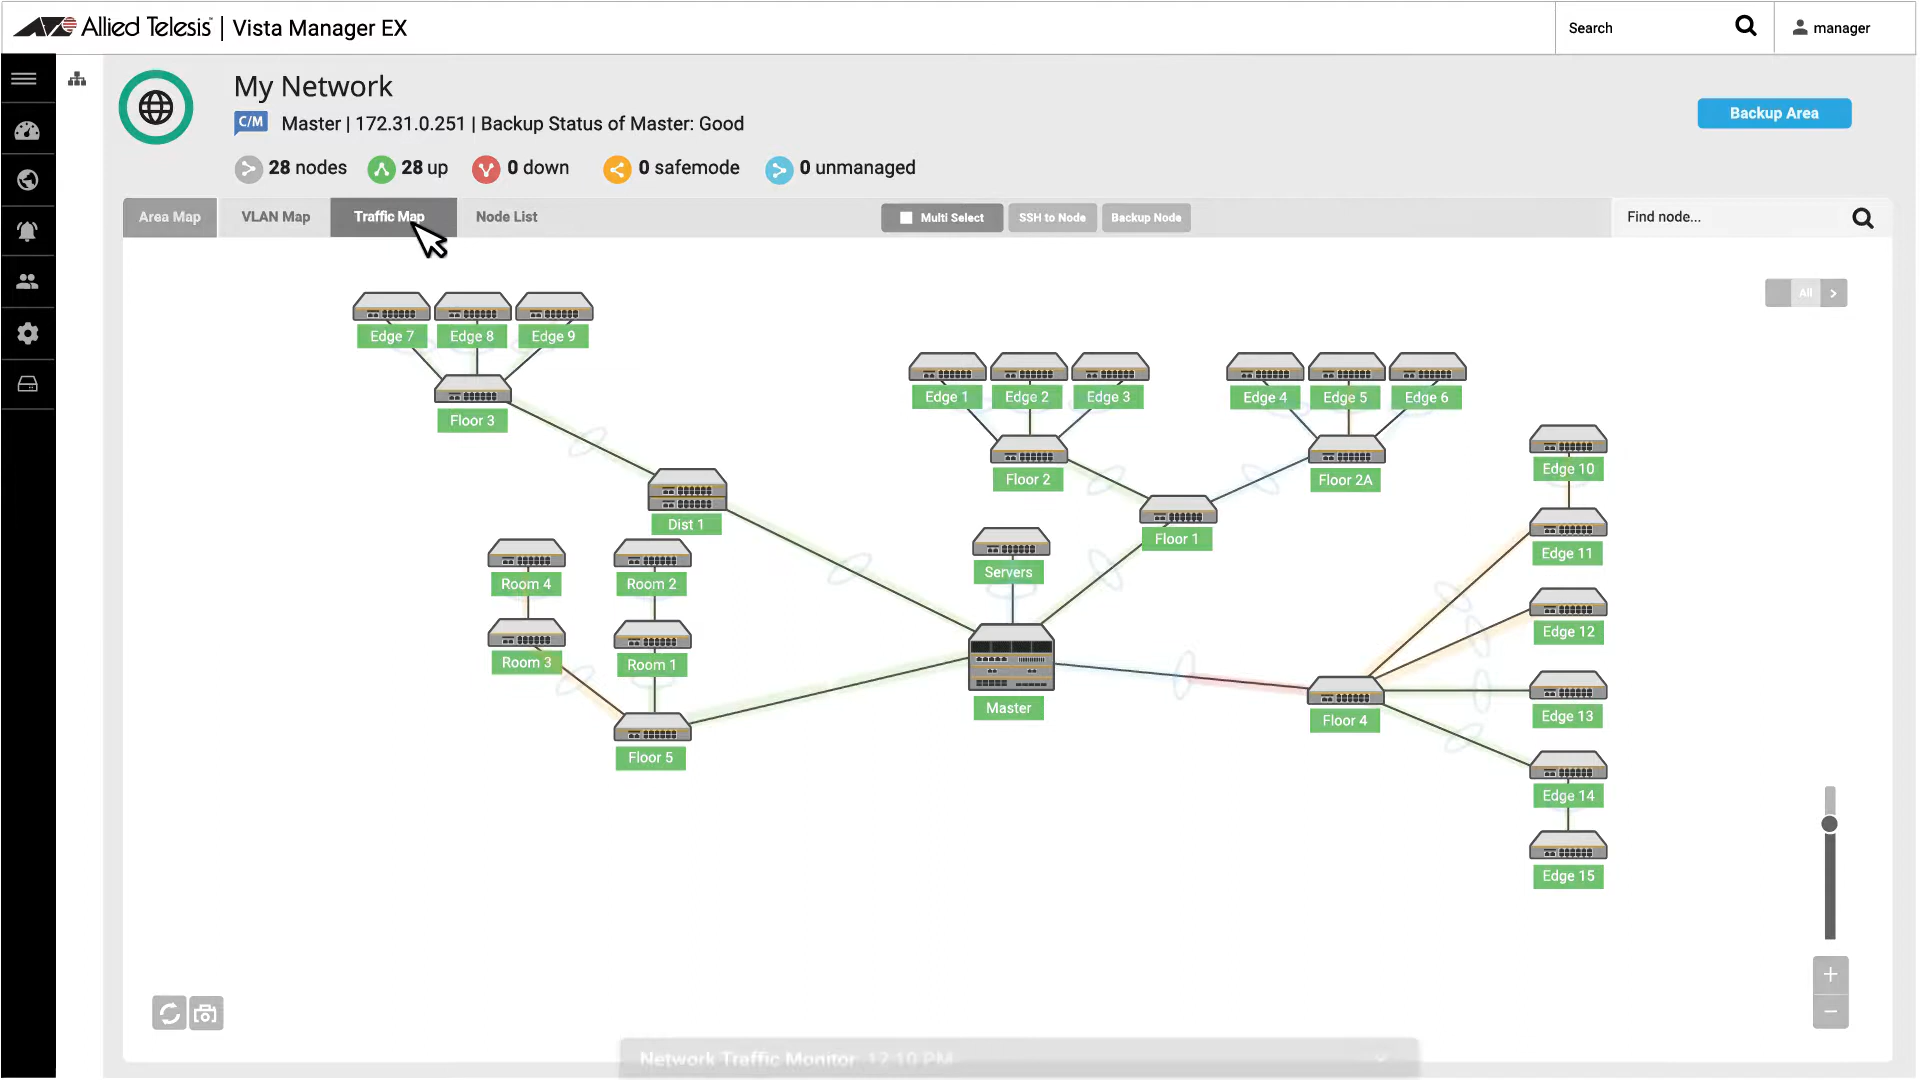 Allied Telesis | Vista Manager EX
Search
manager
My Network
C/M Master | 172.31.0.251 | Backup Status of Master: Good
Backup Area
28 nodes 28 up 0 down 0 safemode 0 unmanaged
Area Map VLAN Map Traffic Map Node List Multi Select SSH to Node Backup Node Find node...
All
Edge 7 Edge 8 Edge 9
Floor 3
Edge 1 Edge 2 Edge 3
Edge 4 Edge 5 Edge 6
Floor 2
Floor 2A
Edge 10
Dist 1
Floor 1
Edge 11
Servers
Room 4 Room 2
Edge 12
Room 3 Room 1
Master
Edge 13
Floor 4
Floor 5
Edge 14
Edge 15
Network Traffic Monitor 12:10 PM